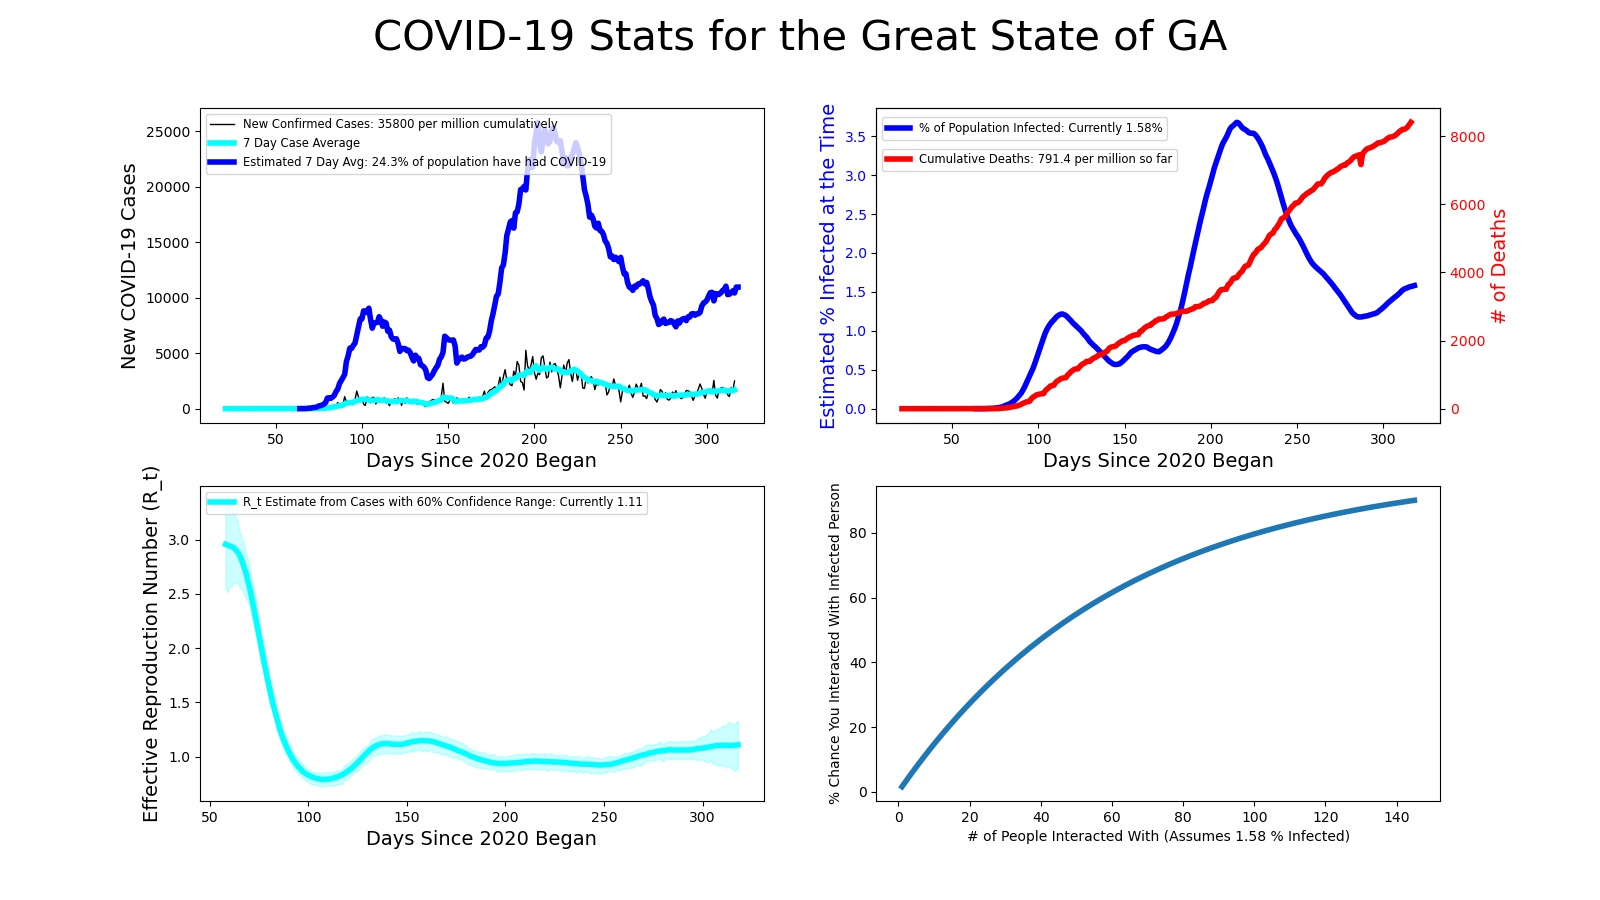 COVID-19 Stats for the Great State of GA
New COVID-19 Cases
25000
20000
15000
10000
5000
0
New Confirmed Cases: 35800 per million cumulatively
7 Day Case Average
Estimated 7 Day Avg: 24.3% of population have had COVID-19
50 100 150 200 250 300
Days Since 2020 Began
Estimated % Infected at the Time
3.5
3.0
2.5
2.0
1.5
1.0
0.5
0.0
% of Population Infected: Currently 1.58%
Cumulative Deaths: 791.4 per million so far
8000
6000
4000
2000
0
# of Deaths
50 100 150 200 250 300
Days Since 2020 Began
Effective Reproduction Number (R_t)
3.0
2.5
2.0
1.5
1.0
R_t Estimate from Cases with 60% Confidence Range: Currently 1.11
50 100 150 200 250 300
Days Since 2020 Began
% Chance You Interacted With Infected Person
80
60
40
20
0
0 20 40 60 80 100 120 140
# of People Interacted With (Assumes 1.58 % Infected)